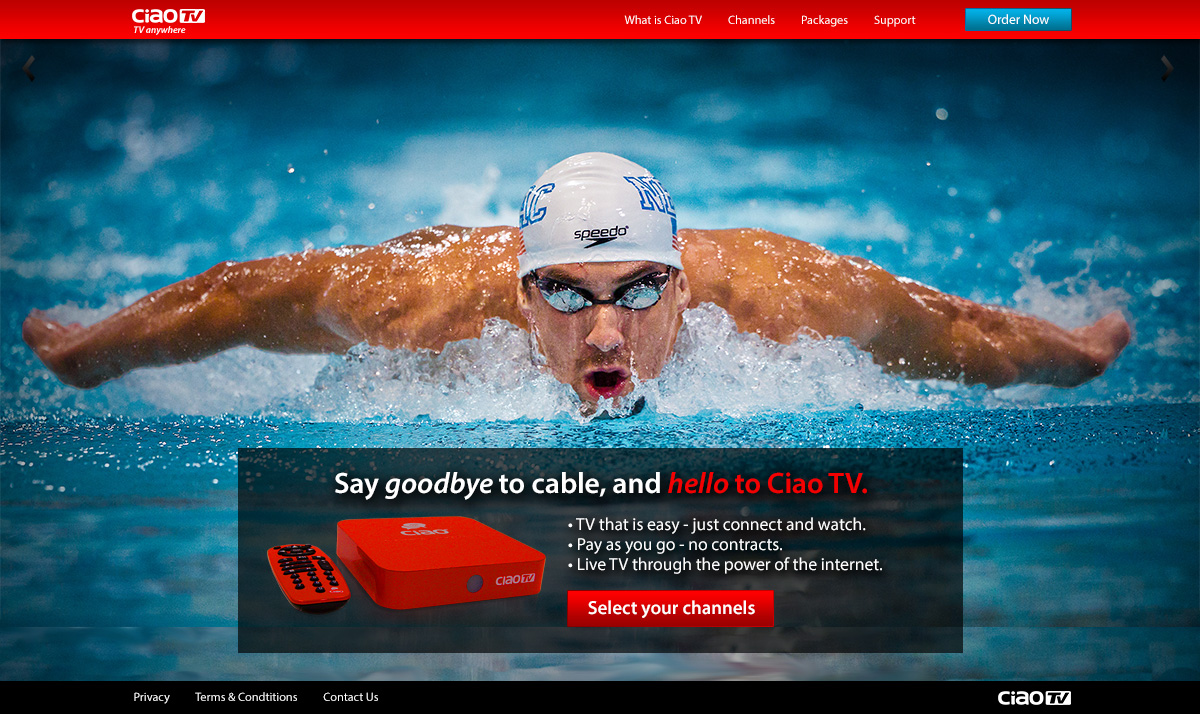 ciao TV
TV anywhere
What is Ciao TV
Channels
Packages
Support
Order Now
NE
speedo
Say goodbye to cable, and hello to Ciao TV.
• TV that is easy - just connect and watch.
• Pay as you go - no contracts.
• Live TV through the power of the internet.
ciao
CIAO TV
Select your channels
Privacy
Terms & Condtitions
Contact Us
ciao TV